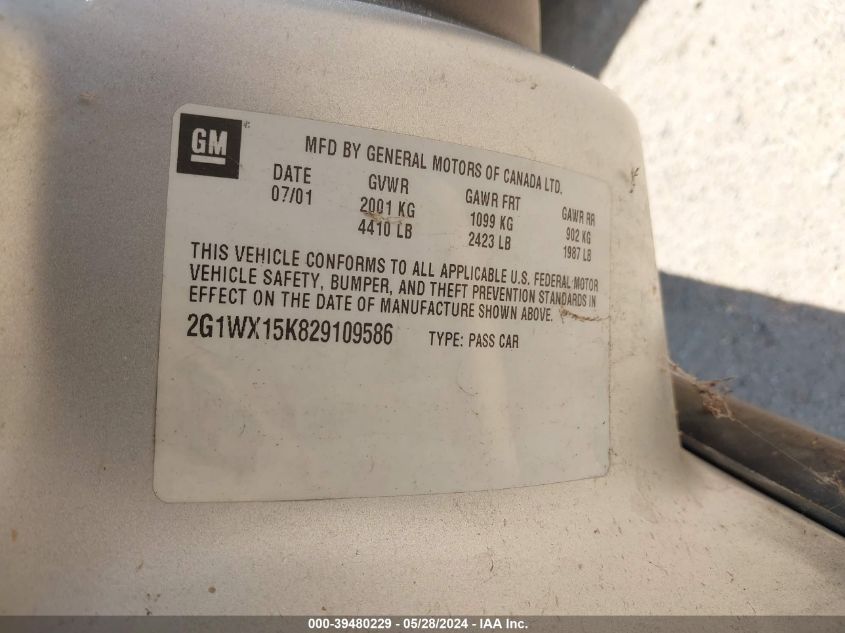 GM
MFD BY GENERAL MOTORS OF CANADA LTD.
DATE GVWR GAWR FRT GAWR RR
07/01 2001 KG 1099 KG 902 KG
4410 LB 2423 LB 1987 LB
THIS VEHICLE CONFORMS TO ALL APPLICABLE U.S. FEDERAL MOTOR
VEHICLE SAFETY, BUMPER, AND THEFT PREVENTION STANDARDS IN
EFFECT ON THE DATE OF MANUFACTURE SHOWN ABOVE.
2G1WX15K829109586 TYPE: PASS CAR
000-39480229 - 05/28/2024 - IAA Inc.